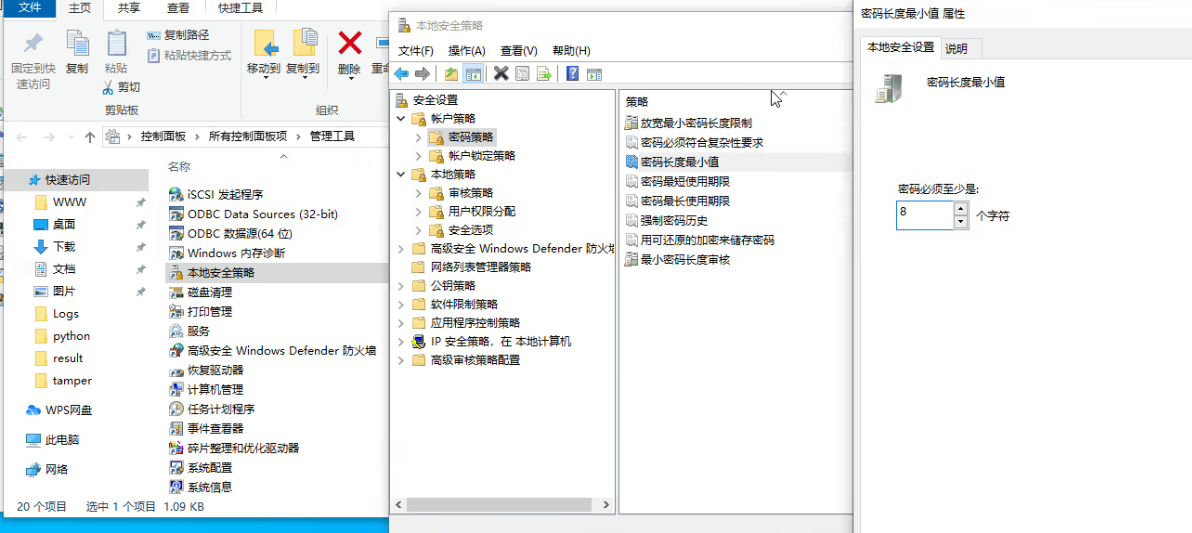 文件 主页 共享 查看 快捷工具
固定到快速访问
复制
粘贴
复制路径
粘贴快捷方式
剪切
剪贴板
移动到
复制到
删除
组织
控制面板 › 所有控制面板项 › 管理工具
快速访问
WWW
桌面
下载
文档
图片
Logs
python
result
tamper
WPS网盘
此电脑
网络
名称
iSCSI 发起程序
ODBC Data Sources (32-bit)
ODBC 数据源(64 位)
Windows 内存诊断
本地安全策略
磁盘清理
打印管理
服务
高级安全 Windows Defender 防火墙
恢复驱动器
计算机管理
任务计划程序
事件查看器
碎片整理和优化驱动器
系统配置
系统信息
20 个项目 选中 1 个项目 1.09 KB
本地安全策略
文件(F) 操作(A) 查看(V) 帮助(H)
安全设置
帐户策略
密码策略
帐户锁定策略
本地策略
审核策略
用户权限分配
安全选项
高级安全 Windows Defender 防火墙
网络列表管理器策略
公钥策略
软件限制策略
应用程序控制策略
IP 安全策略，在 本地计算机
高级审核策略配置
策略
放宽最小密码长度限制
密码必须符合复杂性要求
密码长度最小值
密码最短使用期限
密码最长使用期限
强制密码历史
用可还原的加密来储存密码
最小密码长度审核
密码长度最小值 属性
本地安全设置 说明
密码长度最小值
密码必须至少是:
8 个字符